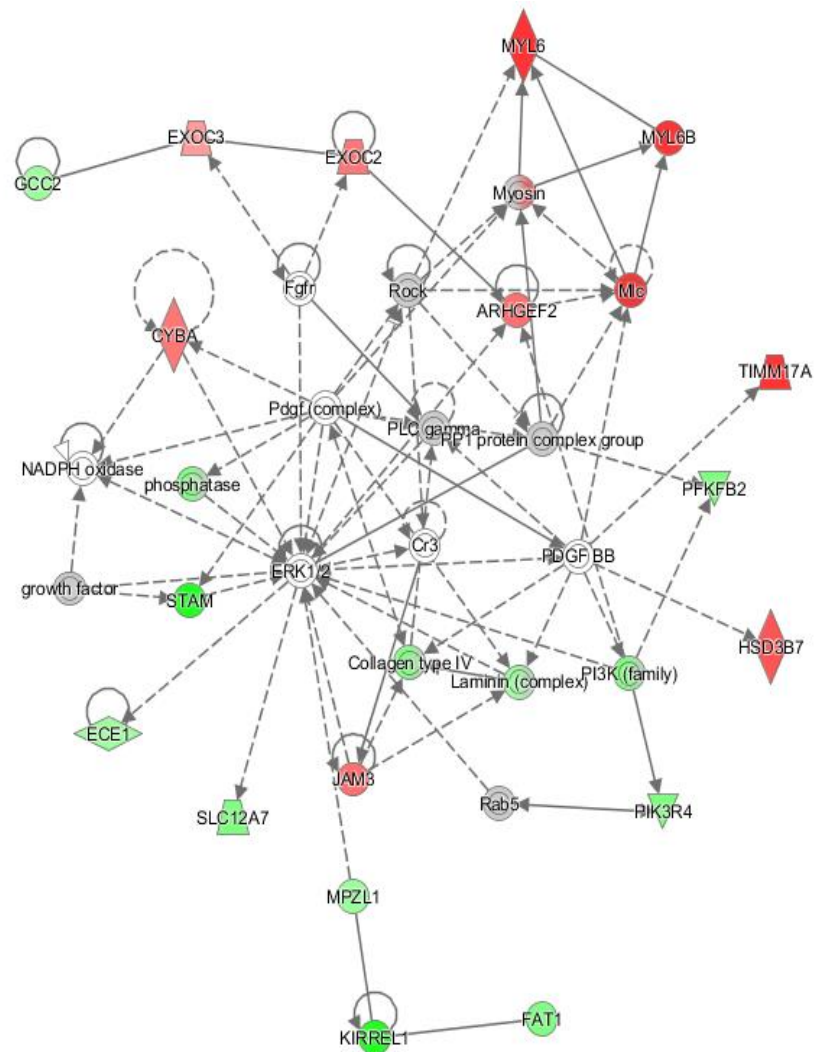 MYL6
EXOC3
MYL6B
EXOC2
GCC2
Myosin
Fgfr
Rock
Mlc
ARHGEF2
CYBA
TIMM17A
Pdgf (complex)
PLC gamma
PP1 protein complex group
NADPH oxidase
phosphatase
PFKFB2
Cr3
PDGF BB
ERK1/2
growth factor
STAM
HSD3B7
Collagen type IV
Laminin (complex)
PI3K (family)
ECE1
JAM3
Rab5
PIK3R4
SLC12A7
MPZL1
FAT1
KIRREL1